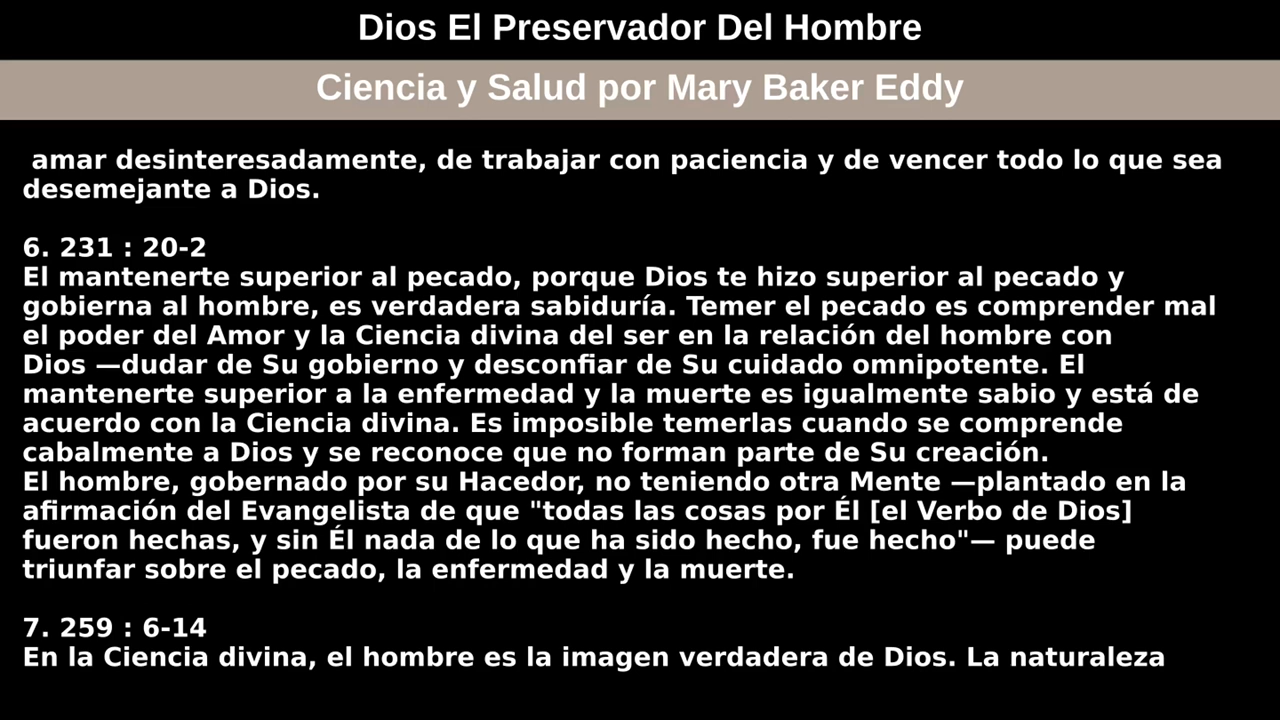 Dios El Preservador Del Hombre
Ciencia y Salud por Mary Baker Eddy
amar desinteresadamente, de trabajar con paciencia y de vencer todo lo que sea
desemejante a Dios.
6. 231 : 20-2
El mantenerte superior al pecado, porque Dios te hizo superior al pecado y
gobierna al hombre, es verdadera sabiduría. Temer el pecado es comprender mal
el poder del Amor y la Ciencia divina del ser en la relación del hombre con
Dios —dudar de Su gobierno y desconfiar de Su cuidado omnipotente. El
mantenerte superior a la enfermedad y la muerte es igualmente sabio y está de
acuerdo con la Ciencia divina. Es imposible temerlas cuando se comprende
cabalmente a Dios y se reconoce que no forman parte de Su creación.
El hombre, gobernado por su Hacedor, no teniendo otra Mente —plantado en la
afirmación del Evangelista de que "todas las cosas por Él [el Verbo de Dios]
fueron hechas, y sin Él nada de lo que ha sido hecho, fue hecho"— puede
triunfar sobre el pecado, la enfermedad y la muerte.
7. 259 : 6-14
En la Ciencia divina, el hombre es la imagen verdadera de Dios. La naturaleza